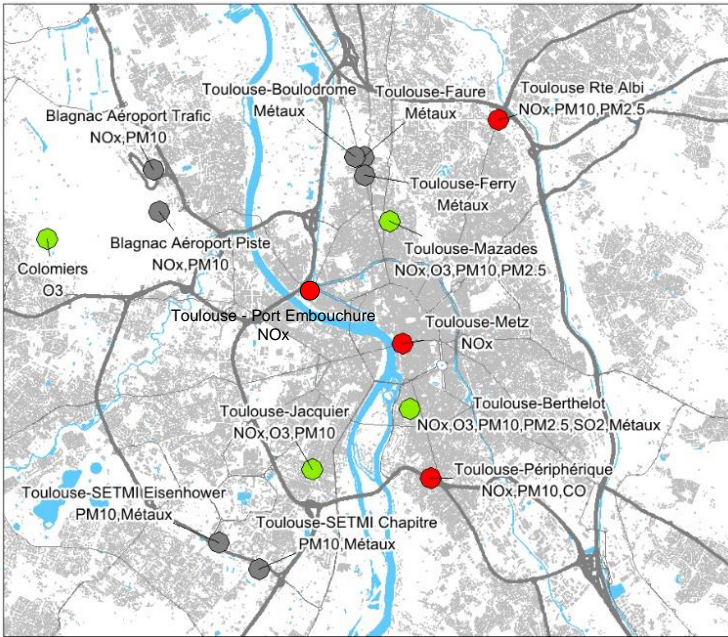 Toulouse-Boulodrome
Métaux
Toulouse-Faure
Métaux
Toulouse Rte Albi
NOx,PM10,PM2.5
Blagnac Aéroport Trafic
NOx,PM10
Toulouse-Ferry
Métaux
Blagnac Aéroport Piste
NOx,PM10
Toulouse-Mazades
NOx,O3,PM10,PM2.5
Colomiers
O3
Toulouse - Port Embouchure
NOx
Toulouse-Metz
NOx
Toulouse-Jacquier
NOx,O3,PM10
Toulouse-Berthelot
NOx,O3,PM10,PM2.5,SO2,Métaux
Toulouse-Périphérique
NOx,PM10,CO
Toulouse-SETMI Eisenhower
PM10,Métaux
Toulouse-SETMI Chapitre
PM10,Métaux